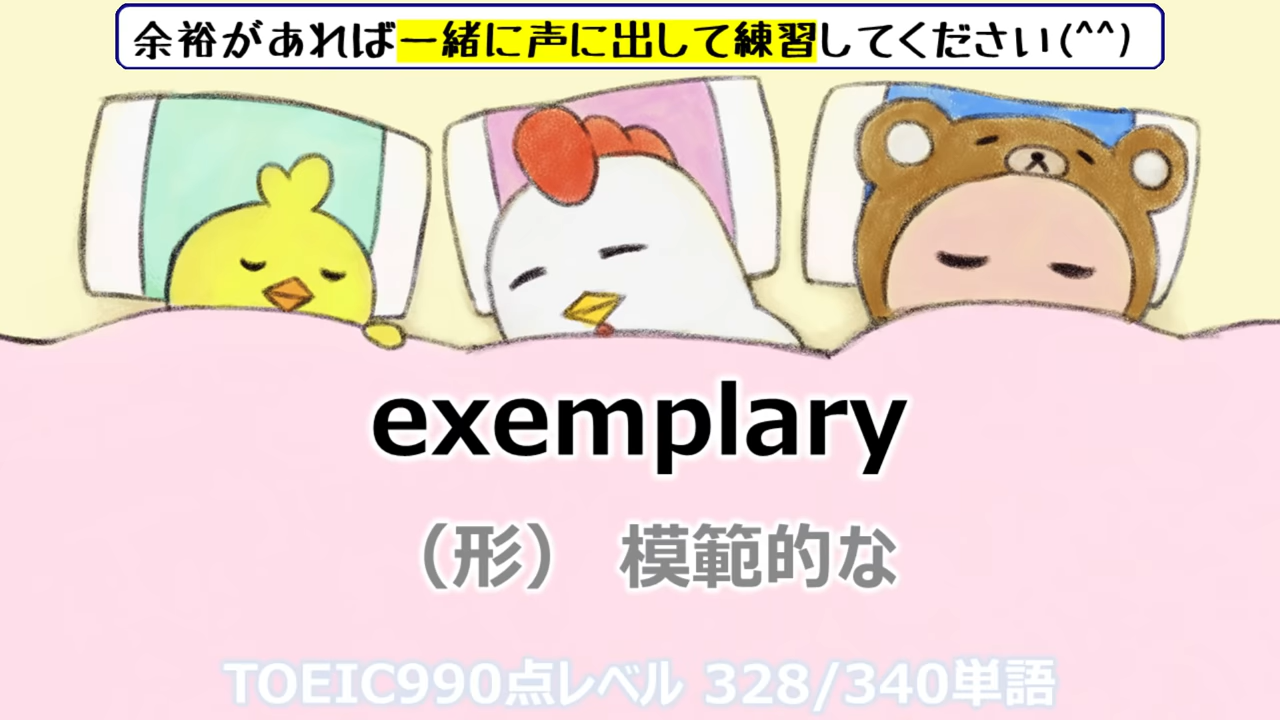 余裕があれば一緒に声に出して練習してください(^^)
exemplary
（形） 模範的な
TOEIC990点レベル 328/340単語